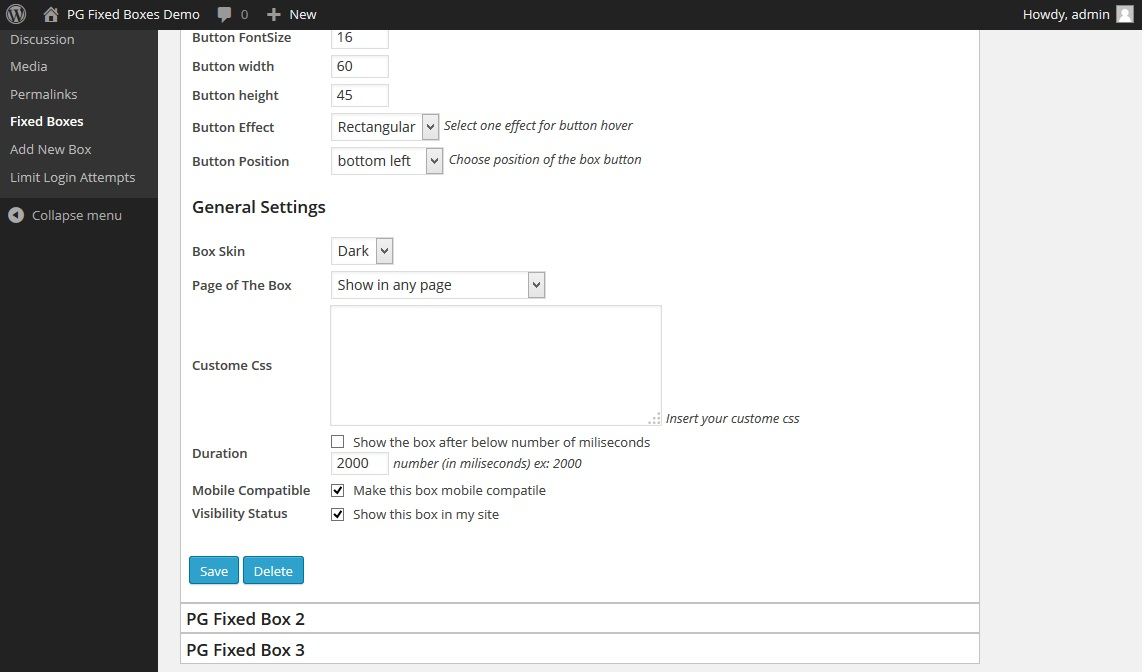 PG Fixed Boxes Demo 0 New Howdy, admin
Discussion
Media
Permalinks
Fixed Boxes
Add New Box
Limit Login Attempts
Collapse menu
Button FontSize 16
Button width 60
Button height 45
Button Effect Rectangular Select one effect for button hover
Button Position bottom left Choose position of the box button
General Settings
Box Skin Dark
Page of The Box Show in any page
Custome Css
Insert your custome css
Duration
Show the box after below number of miliseconds
2000 number (in miliseconds) ex: 2000
Mobile Compatible Make this box mobile compatile
Visibility Status Show this box in my site
Save Delete
PG Fixed Box 2
PG Fixed Box 3